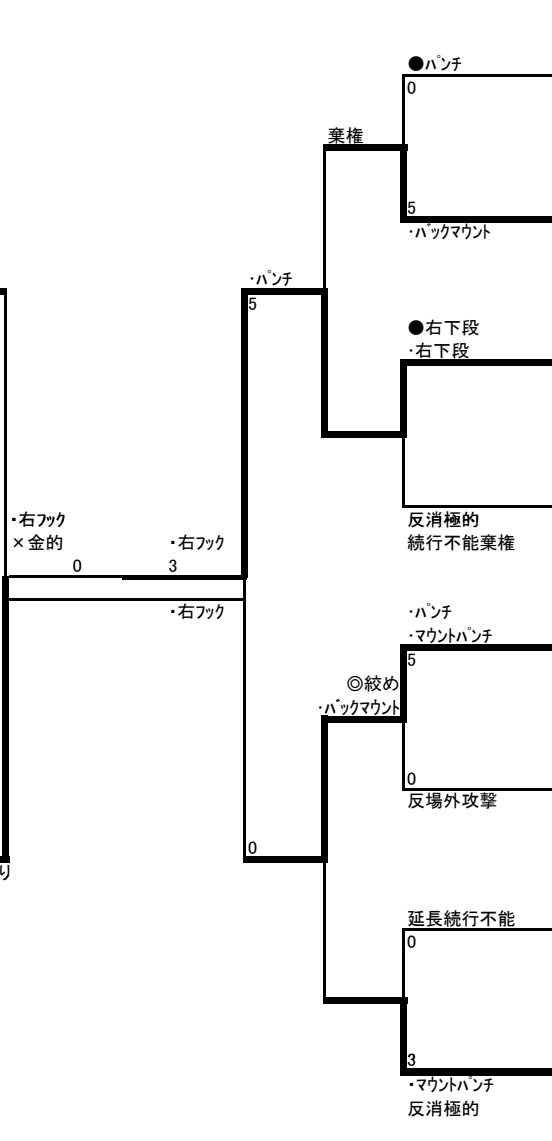 ●パンチ
0
棄権
5
・バックマウント
・パンチ
5
●右下段
・右下段
・右フック
×金的
・右フック
0
3
反消極的
続行不能棄権
・右フック
・パンチ
・マウントパンチ
5
◎絞め
・バックマウント
0
反場外攻撃
0
り
延長続行不能
0
3
・マウントパンチ
反消極的